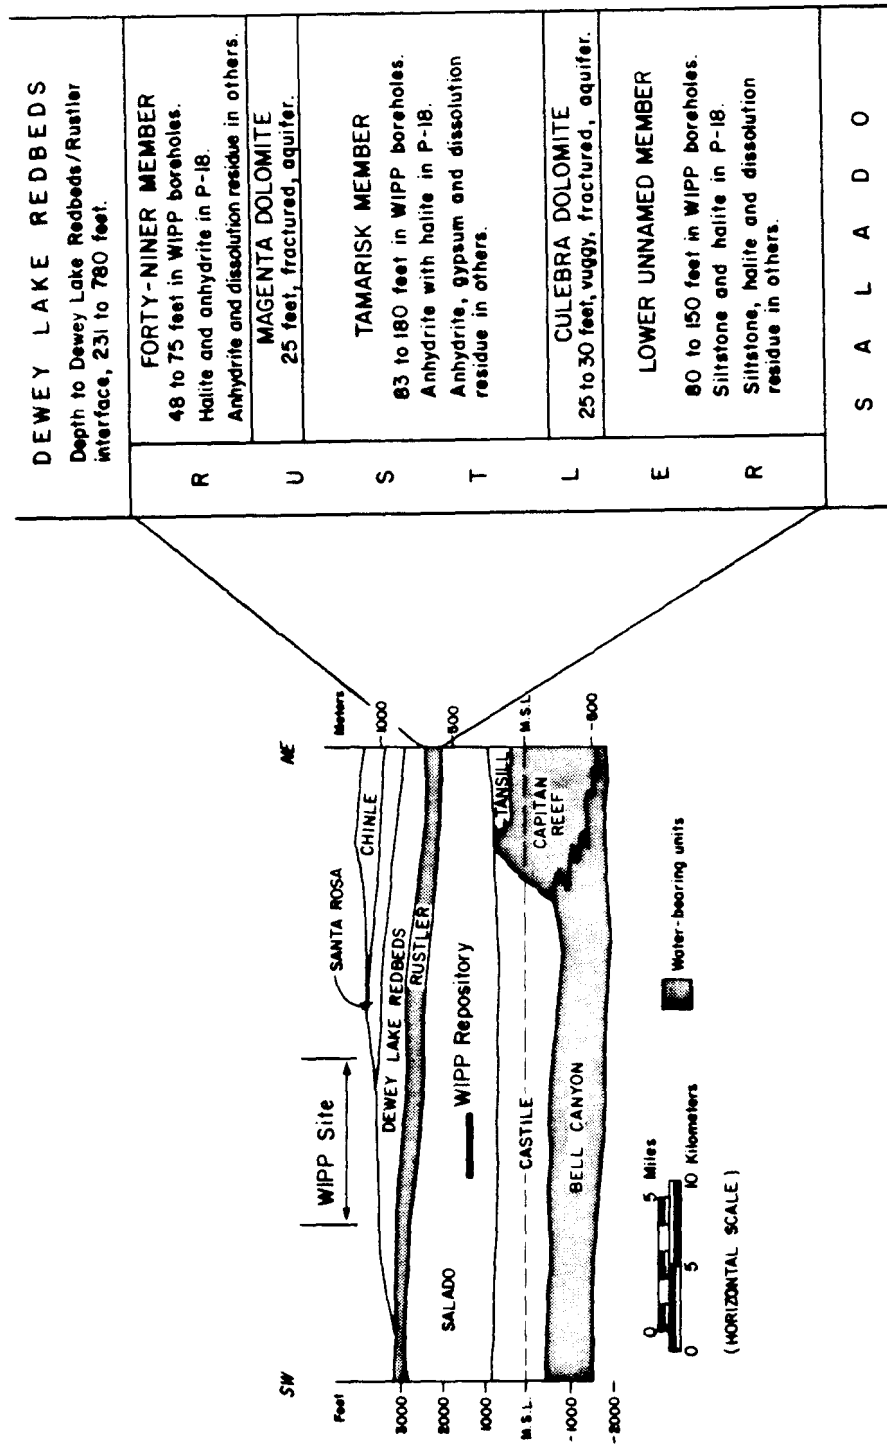 SW
NE
Feet
3000
2000
1000
M.S.L.
-1000
-2000
Meters
1000
500
M.S.L.
-500
WIPP Site
SANTA ROSA
CHINLE
DEWEY LAKE REDBEDS
RUSTLER
SALADO
WIPP Repository
CASTILE
TANSILL
CAPITAN
REEF
BELL CANYON
0 5 Miles
0 5 10 Kilometers
(HORIZONTAL SCALE)
Water-bearing units
DEWEY LAKE REDBEDS
Depth to Dewey Lake Redbeds/Rustler
interface, 231 to 780 feet.
RUSTLER
FORTY-NINER MEMBER
48 to 75 feet in WIPP boreholes.
Halite and anhydrite in P-18.
Anhydrite and dissolution residue in others.
MAGENTA DOLOMITE
25 feet, fractured, aquifer.
TAMARISK MEMBER
83 to 180 feet in WIPP boreholes.
Anhydrite with halite in P-18.
Anhydrite, gypsum and dissolution
residue in others.
CULEBRA DOLOMITE
25 to 30 feet, vuggy, fractured, aquifer.
LOWER UNNAMED MEMBER
80 to 150 feet in WIPP boreholes.
Siltstone and halite in P-18.
Siltstone, halite and dissolution
residue in others.
SALADO